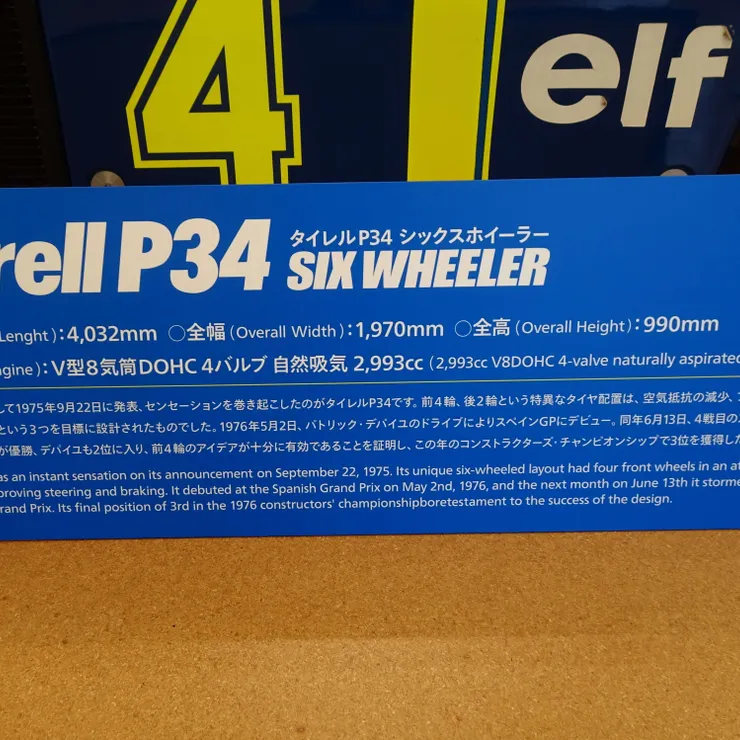 4
elf
rell P34
タイレルP34 シックスホイーラー
SIX WHEELER
Lenght):4,032mm ○全幅(Overall Width):1,970mm ○全高(Overall Height):990mm
ngine):V型8気筒DOHC 4バルブ 自然吸気 2,993cc (2,993cc V8DOHC 4-valve naturally aspirated
して1975年9月22日に発表、センセーションを巻き起こしたのがタイレルP34です。前4輪、後2輪という特異なタイヤ配置は、空気抵抗の減少、
という3つを目標に設計されたものでした。1976年5月2日、パトリック・デパイユのドライブによりスペインGPにデビュー。同年6月13日、4戦目のス
が優勝、デパイユも2位に入り、前4輪のアイデアが十分に有効であることを証明し、この年のコンストラクターズ・チャンピオンシップで3位を獲得した
as an instant sensation on its announcement on September 22, 1975. Its unique six-wheeled layout had four front wheels in an at
proving steering and braking. It debuted at the Spanish Grand Prix on May 2nd, 1976, and the next month on June 13th it storme
rand Prix. Its final position of 3rd in the 1976 constructors' championshipboretestament to the success of the design.